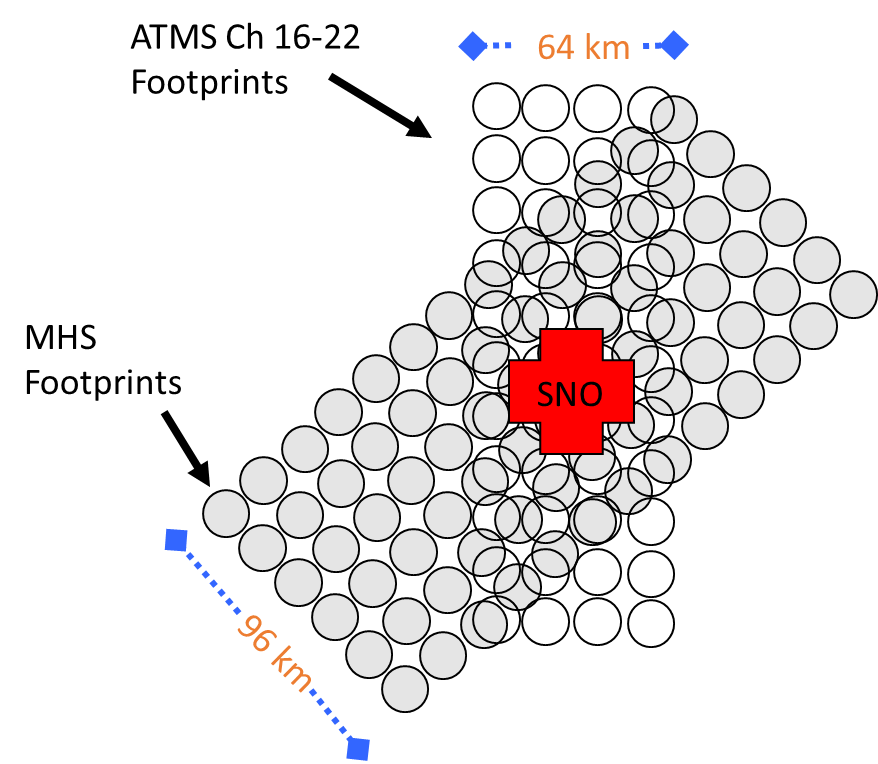 ATMS Ch 16-22
Footprints
64 km
MHS
Footprints
SNO
96 km